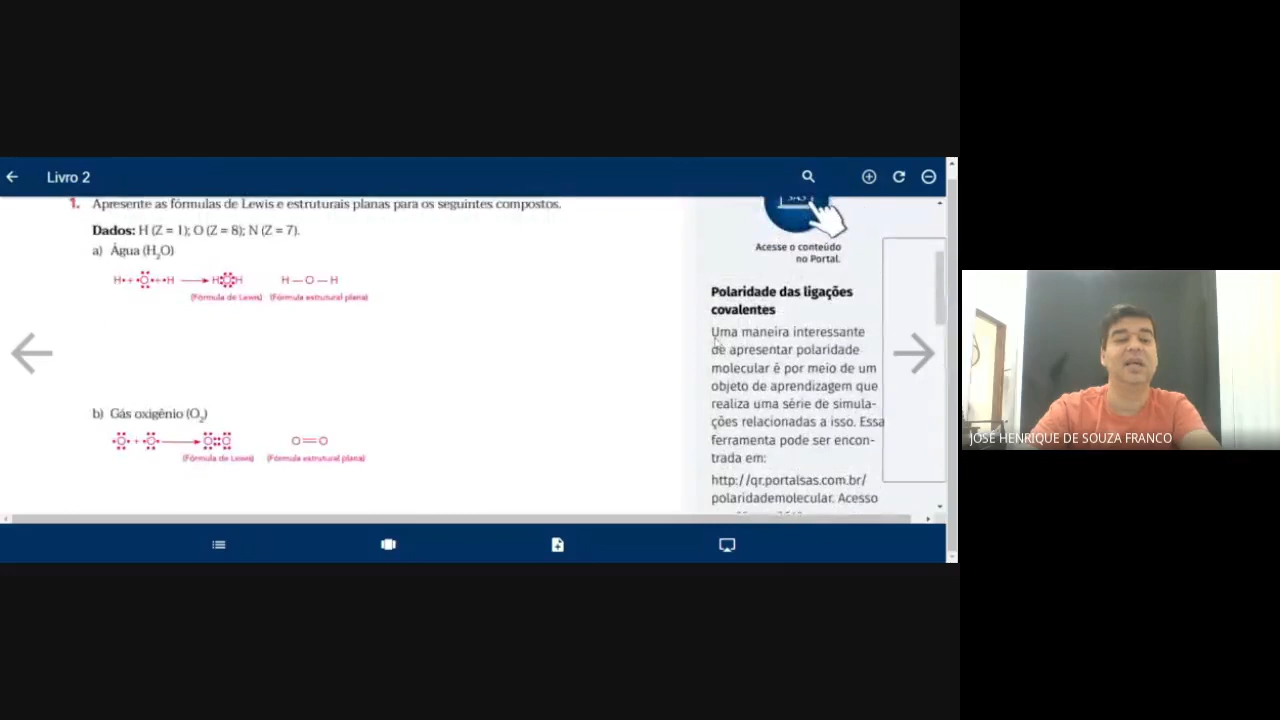 Livro 2
1. Apresente as fórmulas de Lewis e estruturais planas para os seguintes compostos.
Dados: H (Z = 1); O (Z = 8); N (Z = 7).
a) Água (H₂O)
H• + •O• + •H → H O H H — O — H
(Fórmula de Lewis) (Fórmula estrutural plana)
b) Gás oxigênio (O₂)
•O• + •O• → O::O O=O
(Fórmula de Lewis) (Fórmula estrutural plana)
SAS
Acesse o conteúdo
no Portal.
Polaridade das ligações
covalentes
Uma maneira interessante
de apresentar polaridade
molecular é por meio de um
objeto de aprendizagem que
realiza uma série de simula-
ções relacionadas a isso. Essa
ferramenta pode ser encon-
trada em:
http://qr.portalsas.com.br/
polaridademolecular. Acesso
JOSÉ HENRIQUE DE SOUZA FRANCO